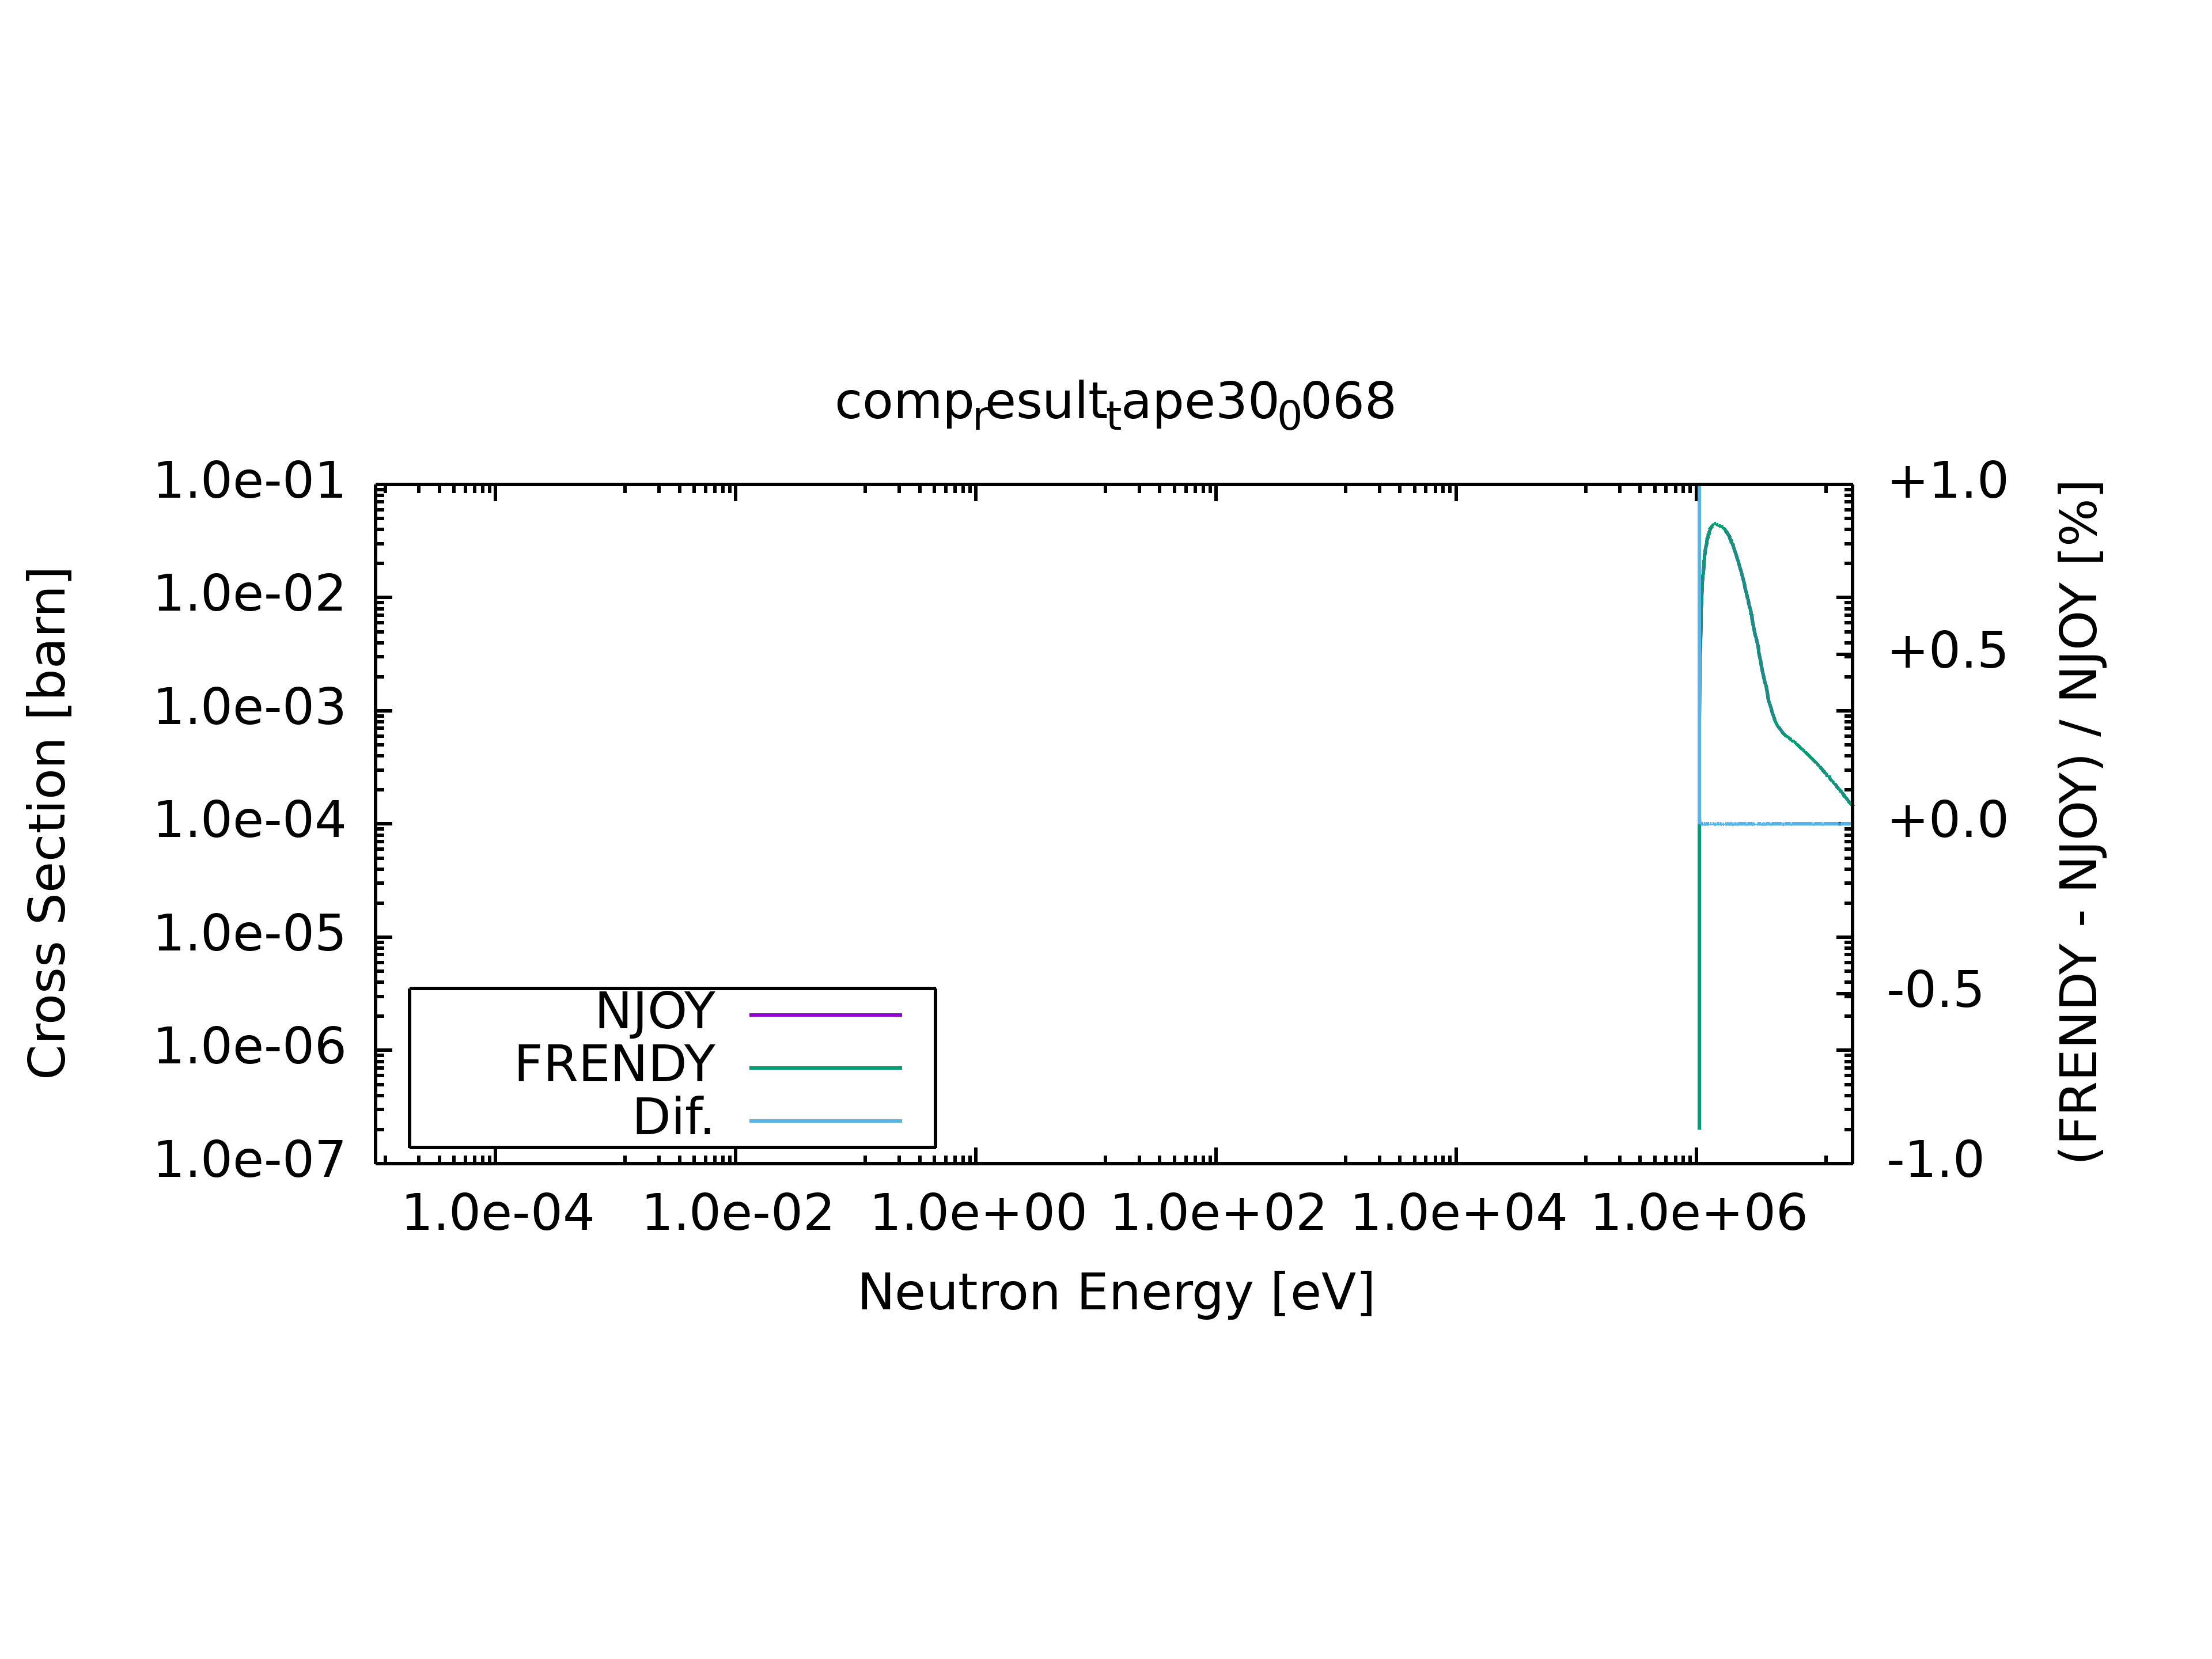 comp_resultt_tape30_0068
1.0e-01
1.0e-02
1.0e-03
1.0e-04
1.0e-05
1.0e-06
1.0e-07
Cross Section [barn]
+1.0
+0.5
+0.0
-0.5
-1.0
(FRENDY - NJOY) / NJOY [%]
NJOY
FRENDY
Dif.
1.0e-04 1.0e-02 1.0e+00 1.0e+02 1.0e+04 1.0e+06
Neutron Energy [eV]